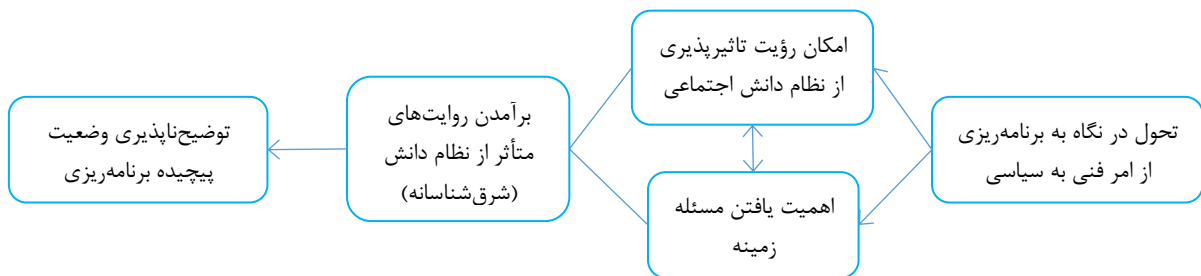 تحول در نگاه به برنامه‌ریزی
از امر فنی به سیاسی
امکان رؤیت تاثیرپذیری
از نظام دانش اجتماعی
اهمیت یافتن مسئله
زمینه
برآمدن روایت‌های
متأثر از نظام دانش
(شرق‌شناسانه)
توضیح‌ناپذیری وضعیت
پیچیده برنامه‌ریزی